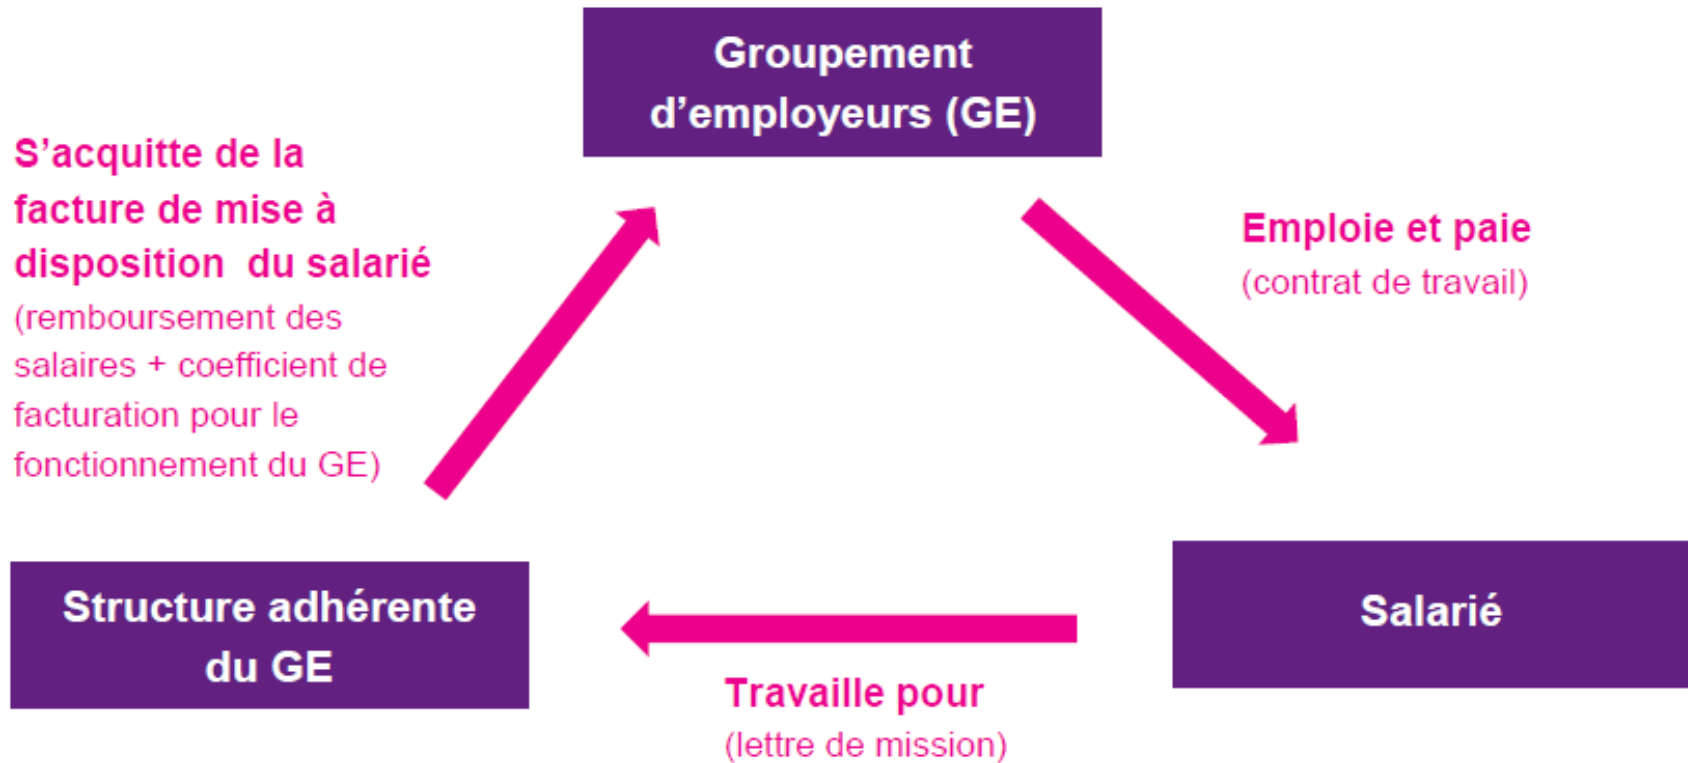 Groupement
d’employeurs (GE)
S’acquitte de la
facture de mise à
disposition  du salarié
(remboursement des
salaires + coefficient de
facturation pour le
fonctionnement du GE)
Emploie et paie
(contrat de travail)
Structure adhérente
du GE
Salarié
Travaille pour
(lettre de mission)